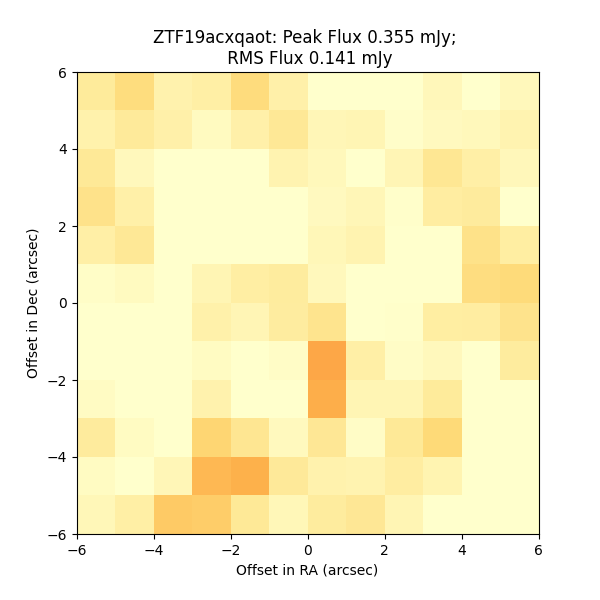 ZTF19acxqaot: Peak Flux 0.355 mJy;
RMS Flux 0.141 mJy
6
4
2
0
−2
−4
−6
Offset in Dec (arcsec)
−6 −4 −2 0 2 4 6
Offset in RA (arcsec)